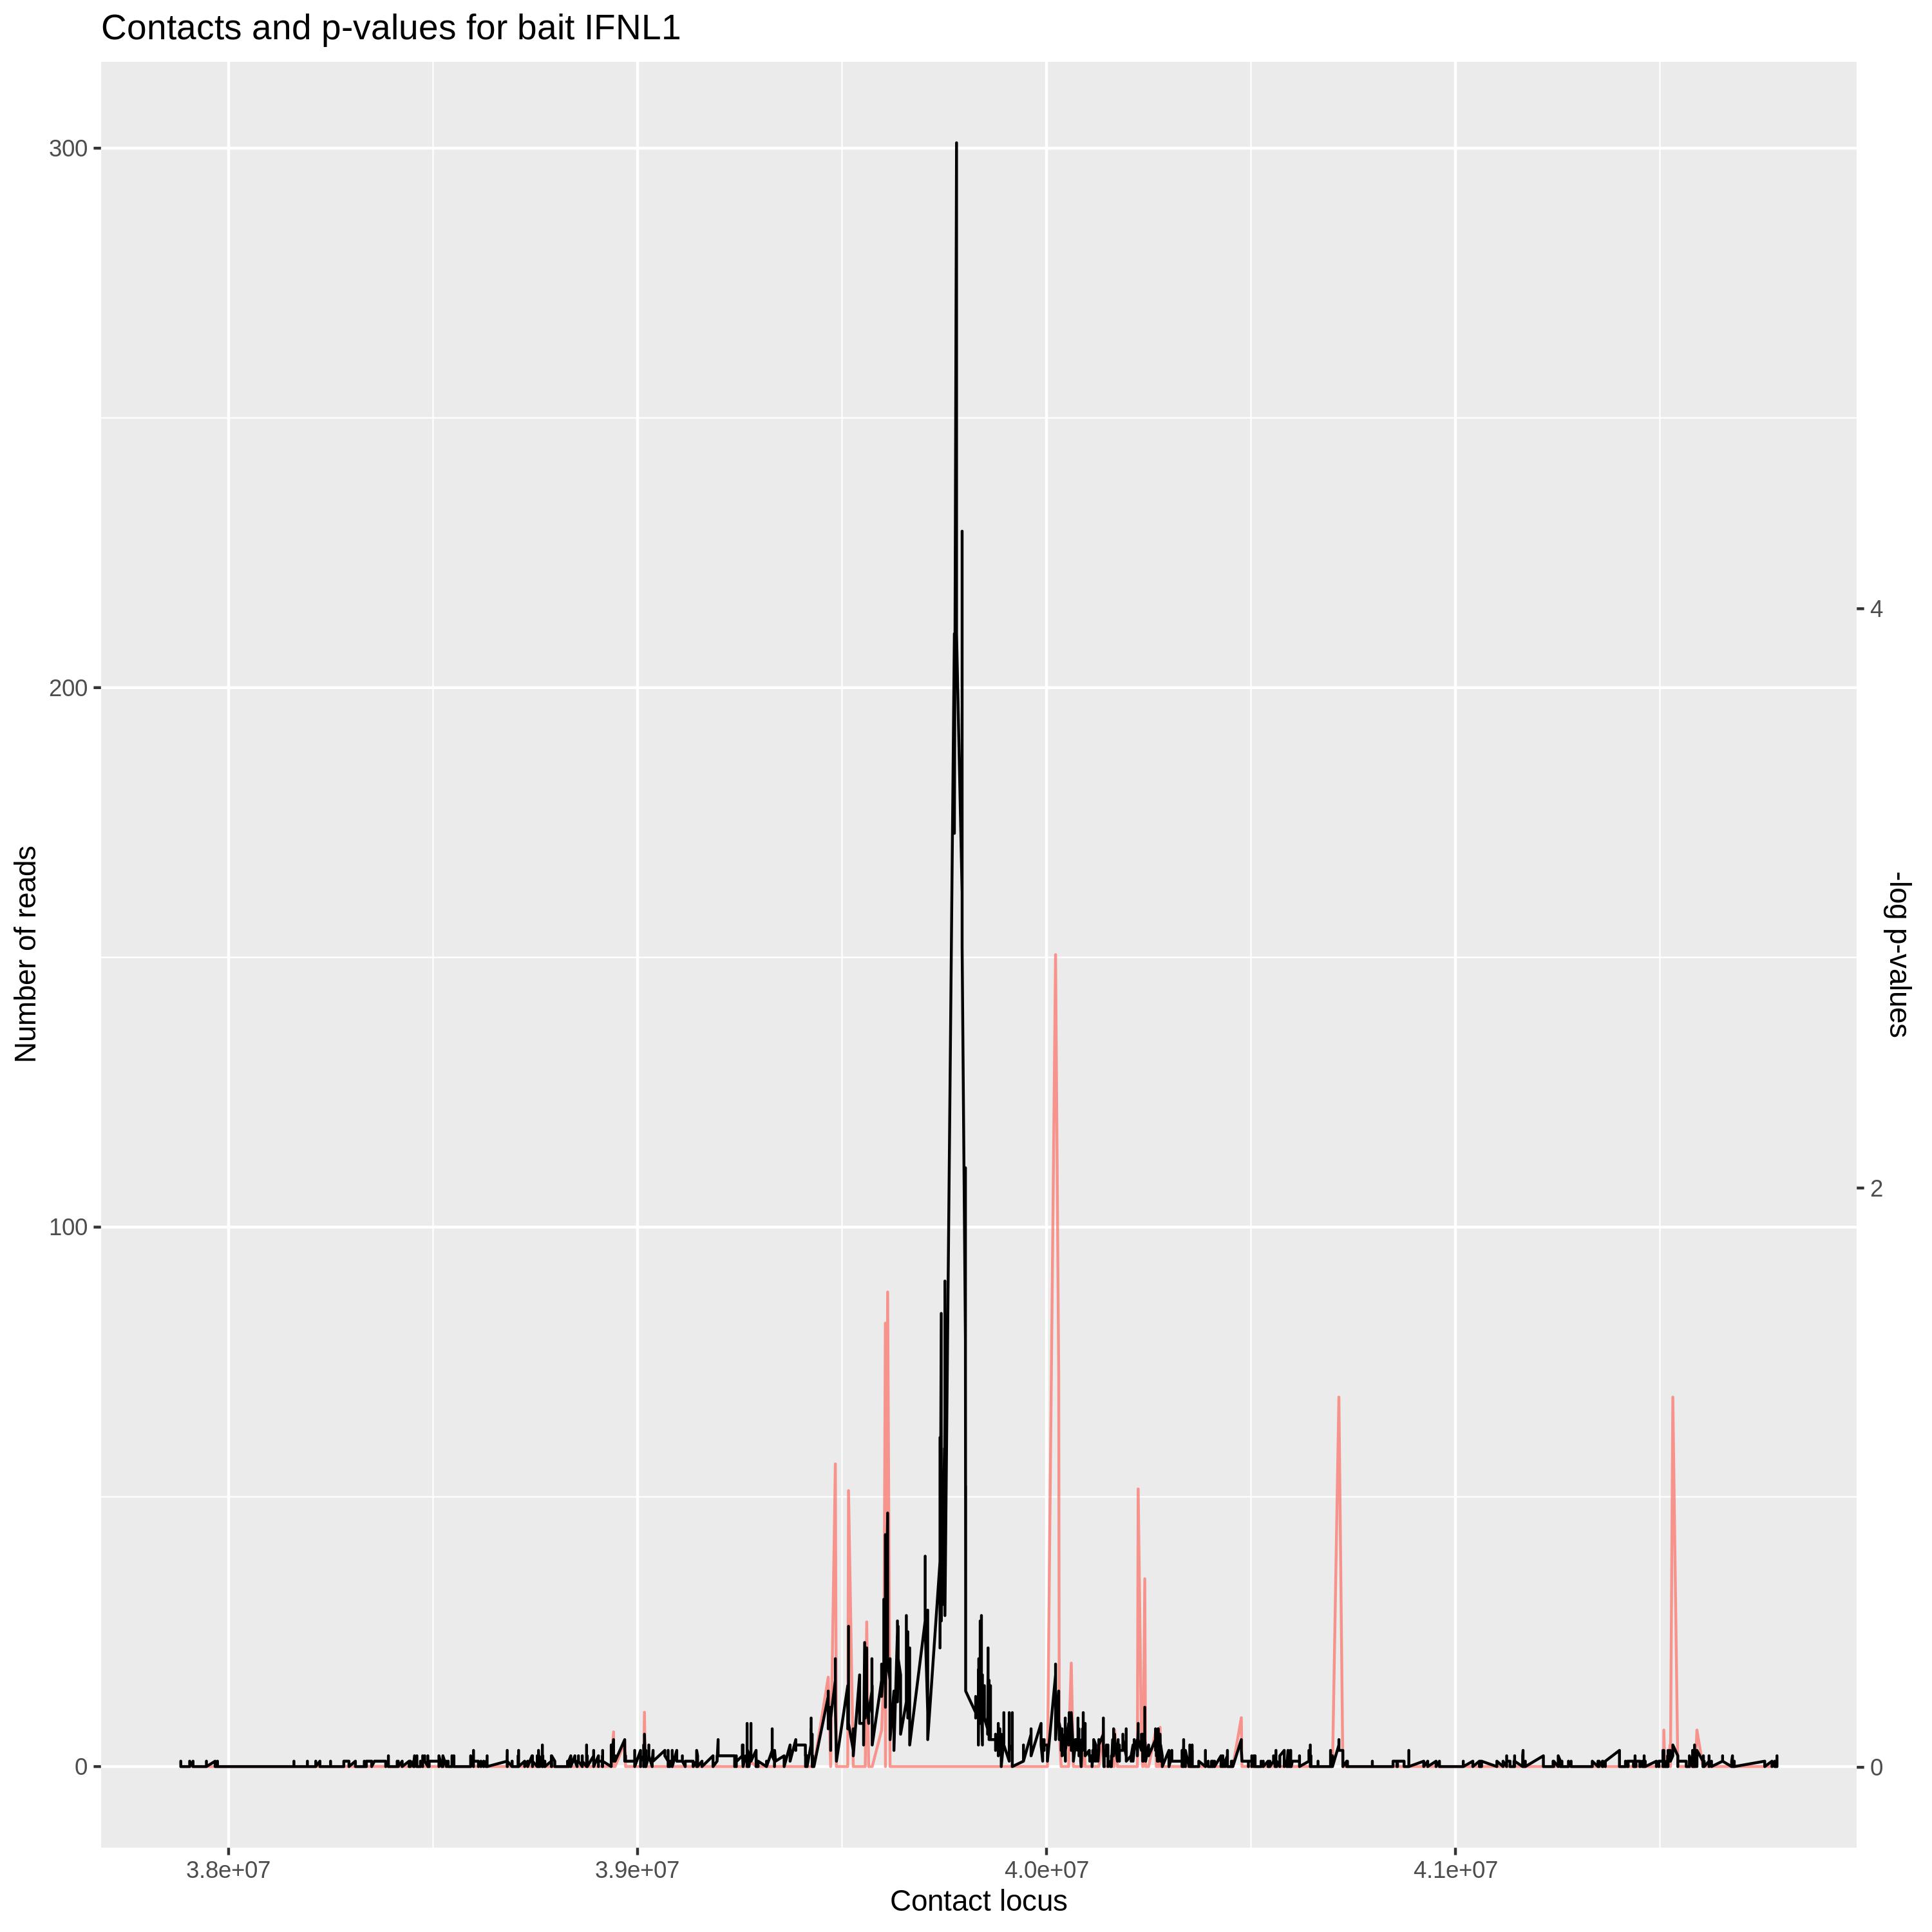 Contacts and p-values for bait IFNL1
300
200
100
0
Number of reads
4
2
0
-log p-values
3.8e+07
3.9e+07
4.0e+07
4.1e+07
Contact locus